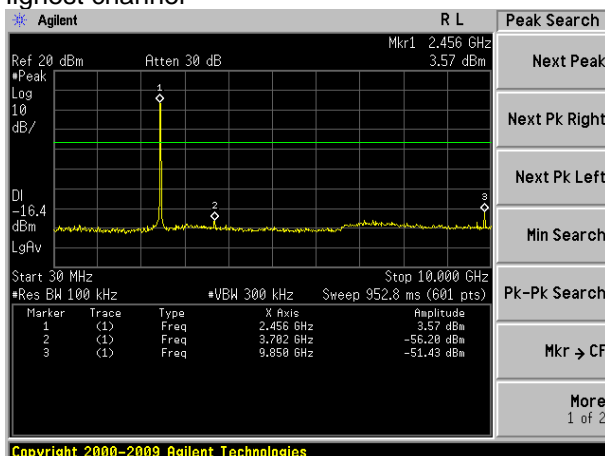 ighest channel
Agilent R L Peak Search
Mkr1 2.456 GHz
Ref 20 dBm Atten 30 dB 3.57 dBm
#Peak
Log
10
dB/
1
2
3
DI
-16.4
dBm
LgAv
Start 30 MHz Stop 10.000 GHz
#Res BW 100 kHz #VBW 300 kHz Sweep 952.8 ms (601 pts)
Marker Trace Type X Axis Amplitude
1 (1) Freq 2.456 GHz 3.57 dBm
2 (1) Freq 3.702 GHz -56.20 dBm
3 (1) Freq 9.850 GHz -51.43 dBm
Next Peak
Next Pk Right
Next Pk Left
Min Search
Pk-Pk Search
Mkr → CF
More
1 of 2
Copyright 2000-2009 Agilent Technologies